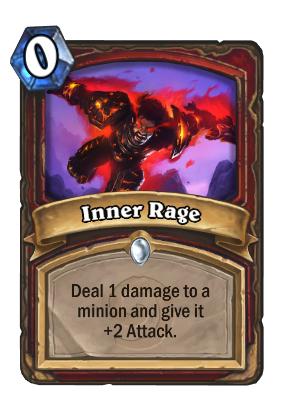 0
Inner Rage
Deal 1 damage to a
minion and give it
+2 Attack.